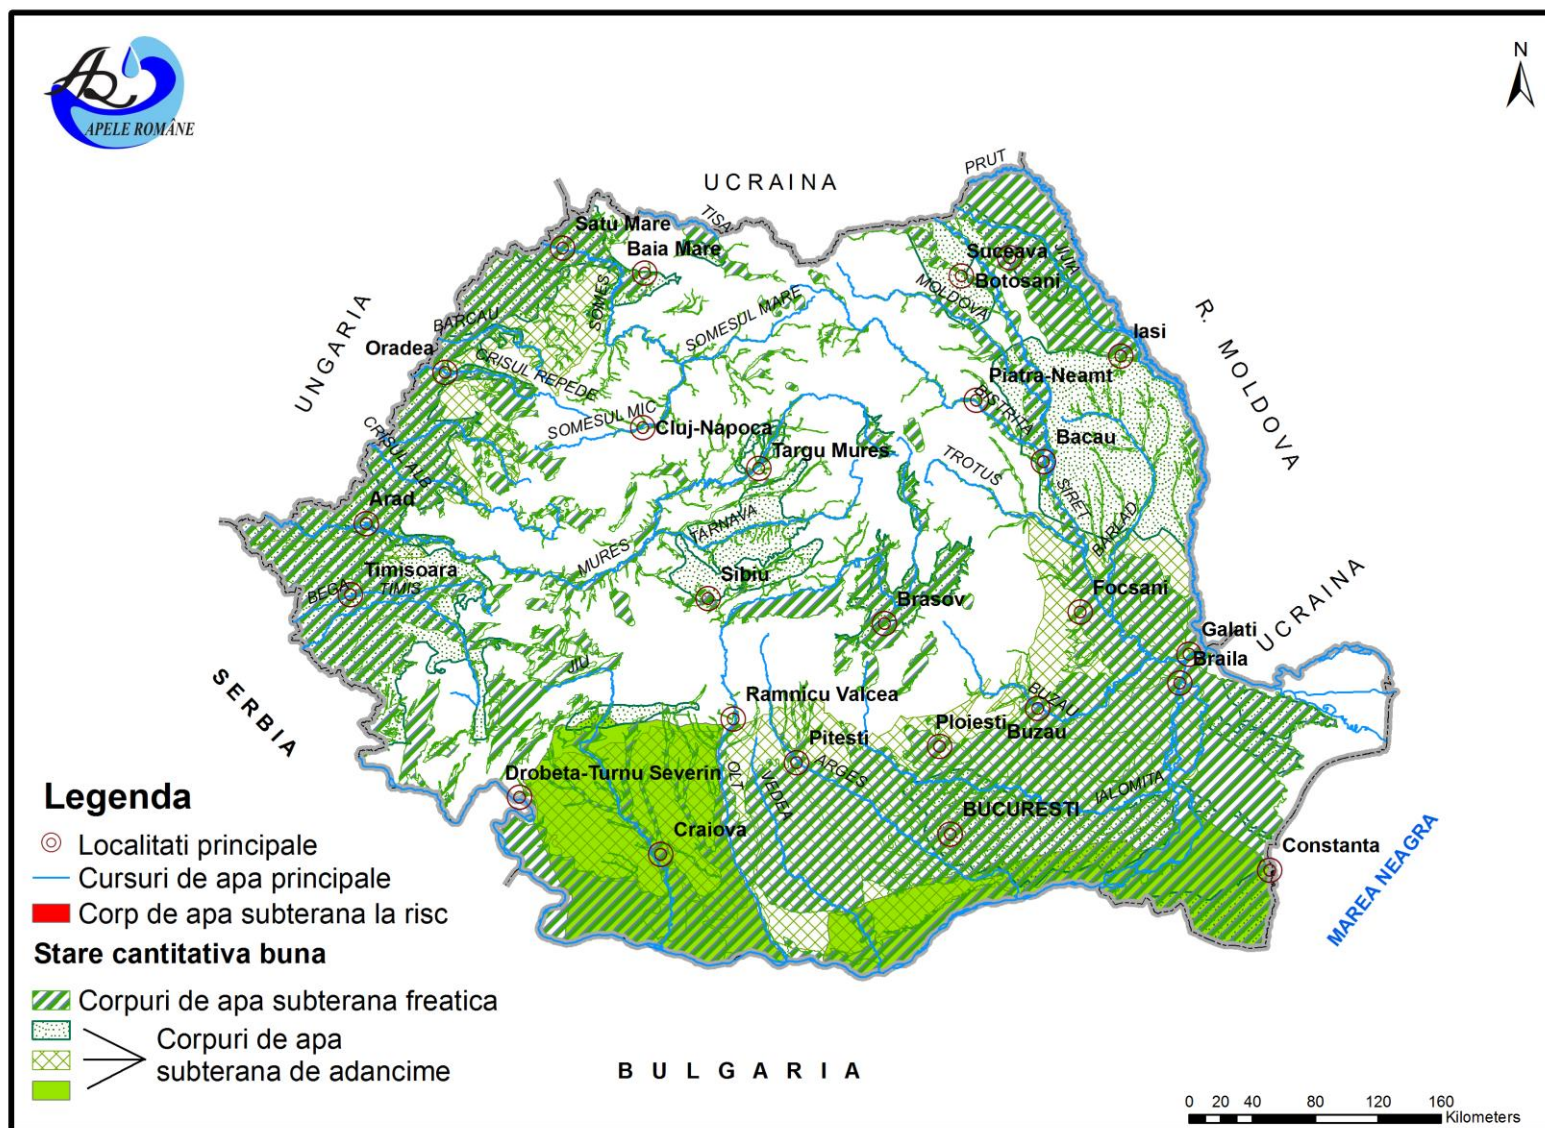 N
APELE ROMÂNE
UCRAINA
PRUT
TISA
Satu Mare
Baia Mare
Suceava
Botosani
JIJIA
SOMES
MOLDOVA
SOMESUL MARE
BARCAU
UNGARIA
Oradea
CRISUL REPEDE
Iasi
R. MOLDOVA
Piatra-Neamt
BISTRITA
SOMESUL MIC
Cluj-Napoca
CRISUL ALB
Targu Mures
Bacau
TROTUS
SIRET
BARLAD
Arad
TARNAVA
MURES
Timisoara
BEGA
TIMIS
Sibiu
Brasov
Focsani
UCRAINA
Galati
Braila
JIU
SERBIA
Ramnicu Valcea
BUZAU
Buzau
Ploiesti
Pitesti
ARGES
OLT
VEDEA
IALOMITA
Drobeta-Turnu Severin
BUCURESTI
Craiova
Constanta
MAREA NEAGRA
BULGARIA
Legenda
Localitati principale
Cursuri de apa principale
Corp de apa subterana la risc
Stare cantitativa buna
Corpuri de apa subterana freatica
Corpuri de apa
subterana de adancime
0 20 40 80 120 160
Kilometers